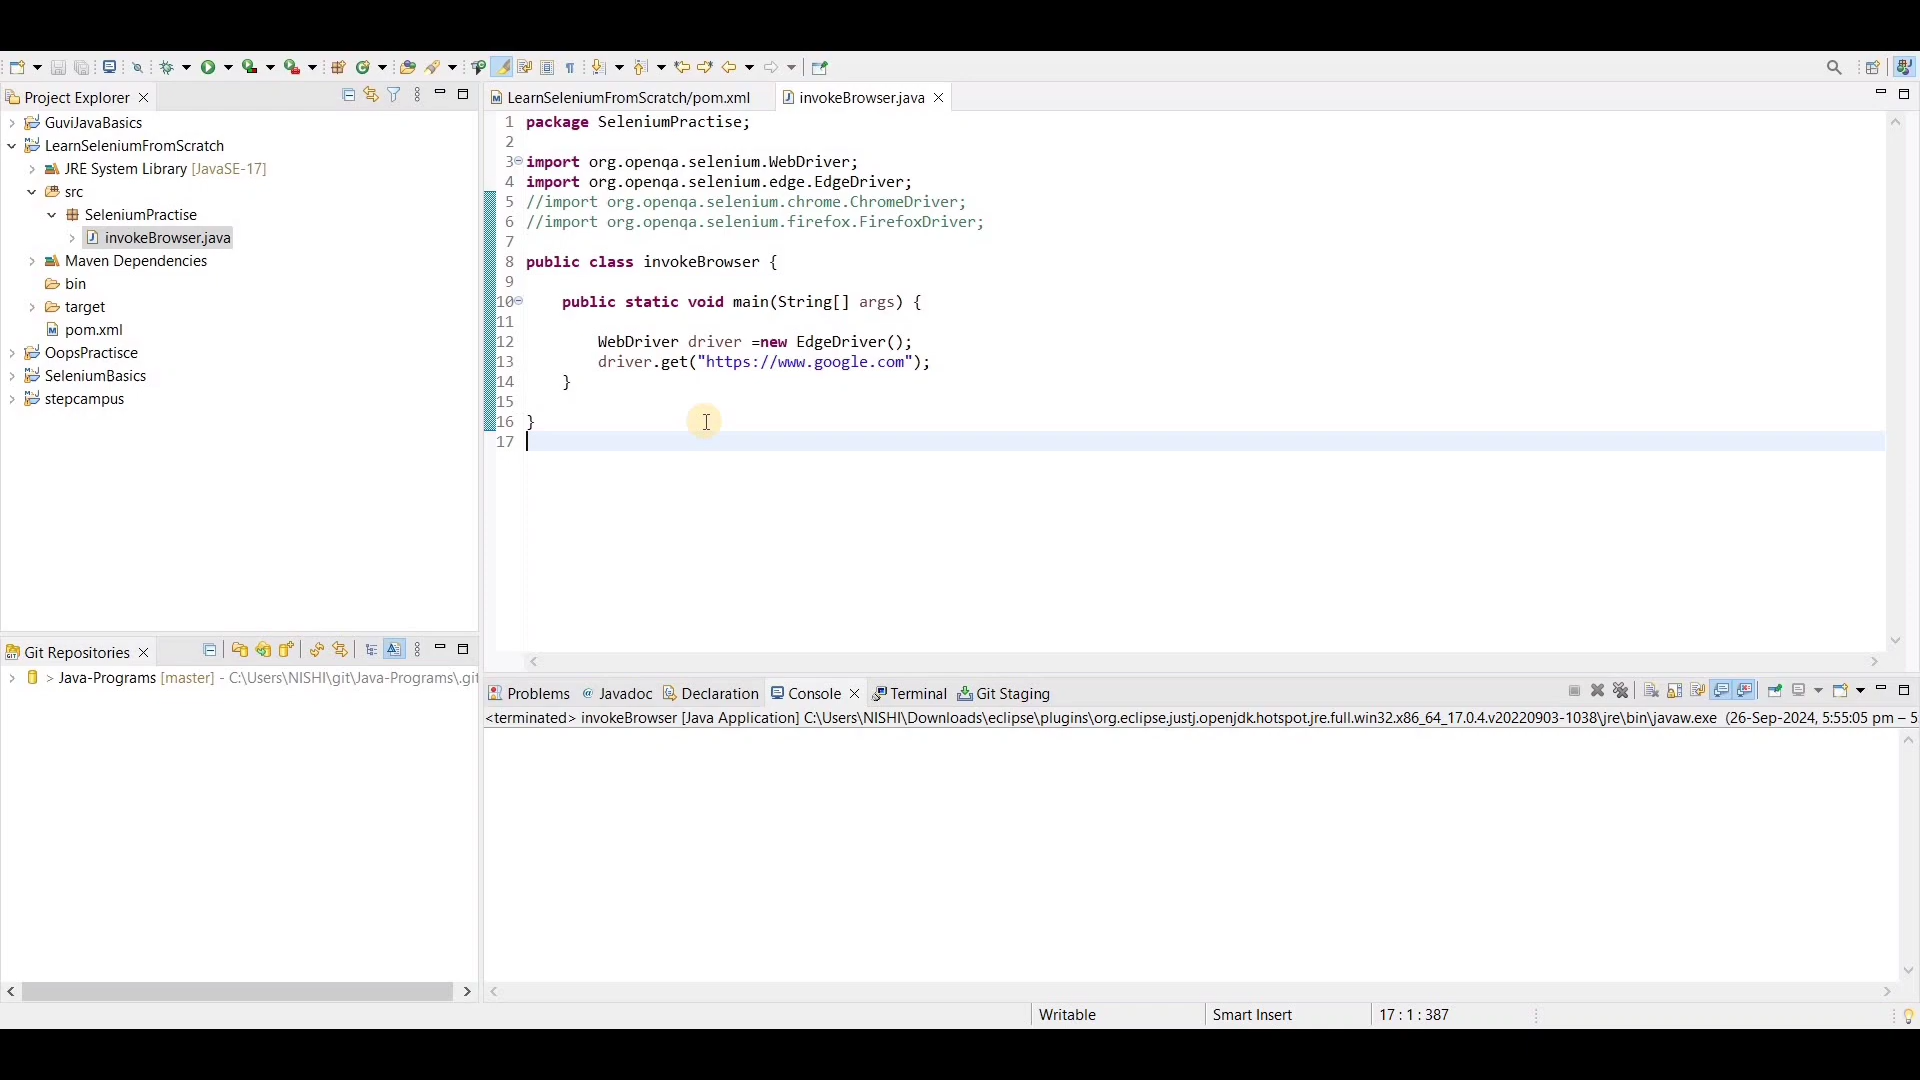 Project Explorer
GuviJavaBasics
LearnSeleniumFromScratch
JRE System Library [JavaSE-17]
src
SeleniumPractise
invokeBrowser.java
Maven Dependencies
bin
target
pom.xml
OopsPractisce
SeleniumBasics
stepcampus
LearnSeleniumFromScratch/pom.xml
invokeBrowser.java
1 package SeleniumPractise;
2
3 import org.openqa.selenium.WebDriver;
4 import org.openqa.selenium.edge.EdgeDriver;
5 //import org.openqa.selenium.chrome.ChromeDriver;
6 //import org.openqa.selenium.firefox.FirefoxDriver;
7
8 public class invokeBrowser {
9
10 public static void main(String[] args) {
11
12 WebDriver driver =new EdgeDriver();
13 driver.get("https://www.google.com");
14 }
15
16 }
17
Git Repositories
> Java-Programs [master] - C:\Users\NISHI\git\Java-Programs\.git
Problems @ Javadoc Declaration Console Terminal Git Staging
<terminated> invokeBrowser [Java Application] C:\Users\NISHI\Downloads\eclipse\plugins\org.eclipse.justj.openjdk.hotspot.jre.full.win32.x86_64_17.0.4.v20220903-1038\jre\bin\javaw.exe (26-Sep-2024, 5:55:05 pm – 5
Writable Smart Insert 17 : 1 : 387